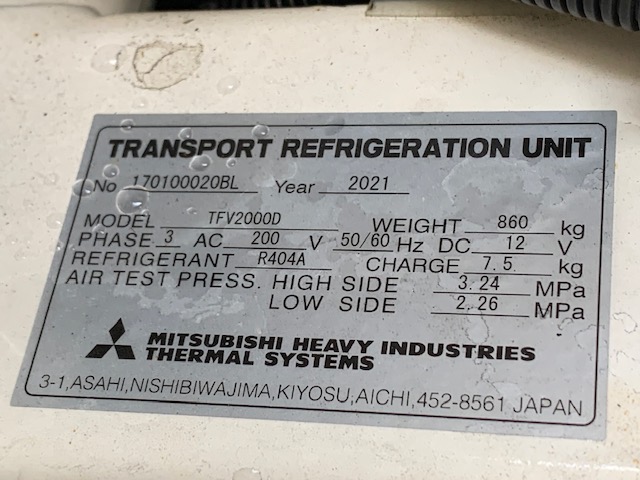 TRANSPORT REFRIGERATION UNIT
No 170100020BL Year 2021
MODEL TFV2000D WEIGHT 860 kg
PHASE 3 AC 200 V 50/60 Hz DC 12 V
REFRIGERANT R404A CHARGE 7.5 kg
AIR TEST PRESS. HIGH SIDE 3.24 MPa
LOW SIDE 2.26 MPa
MITSUBISHI HEAVY INDUSTRIES
THERMAL SYSTEMS
3-1,ASAHI,NISHIBIWAJIMA,KIYOSU,AICHI,452-8561 JAPAN